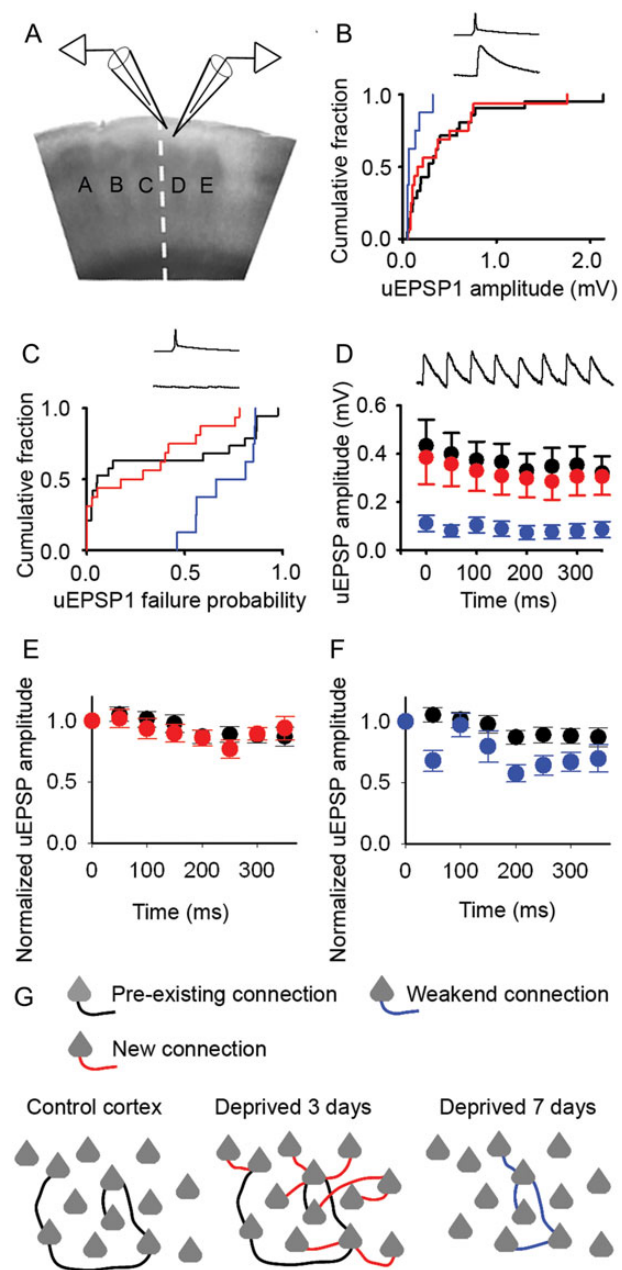 A
A B C D E
B
Cumulative fraction
1.0
0.5
0.0
0.0 1.0 2.0
uEPSP1 amplitude (mV)
C
Cumulative fraction
1.0
0.5
0.0
0.0 0.5 1.0
uEPSP1 failure probability
D
uEPSP amplitude (mV)
0.6
0.4
0.2
0.0
0 100 200 300
Time (ms)
E
Normalized uEPSP amplitude
1.0
0.5
0.0
0 100 200 300
Time (ms)
F
Normalized uEPSP amplitude
1.0
0.5
0.0
0 100 200 300
Time (ms)
G
Pre-existing connection
Weakend connection
New connection
Control cortex
Deprived 3 days
Deprived 7 days